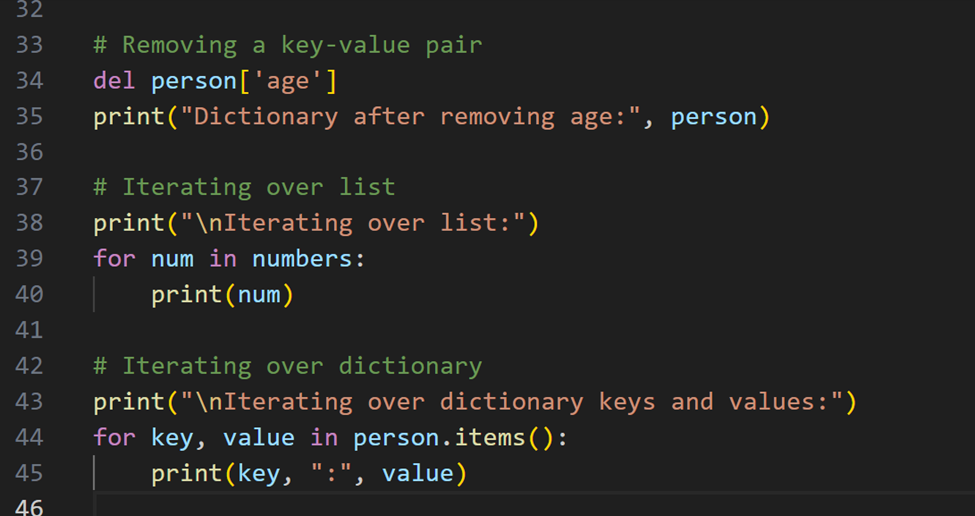 32
33 # Removing a key-value pair
34 del person['age']
35 print("Dictionary after removing age:", person)
36
37 # Iterating over list
38 print("\nIterating over list:")
39 for num in numbers:
40     print(num)
41
42 # Iterating over dictionary
43 print("\nIterating over dictionary keys and values:")
44 for key, value in person.items():
45     print(key, ":", value)
46